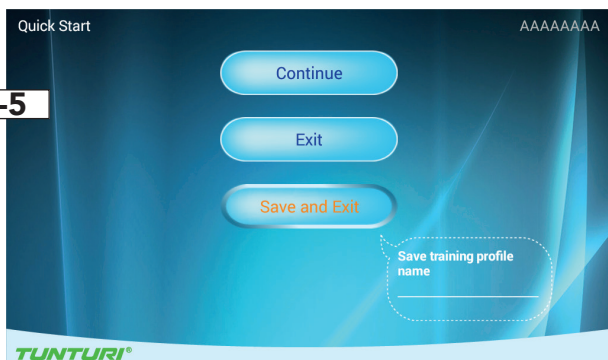 Quick Start
AAAAAAAA
Continue
-5
Exit
Save and Exit
Save training profile
name
TUNTURI®